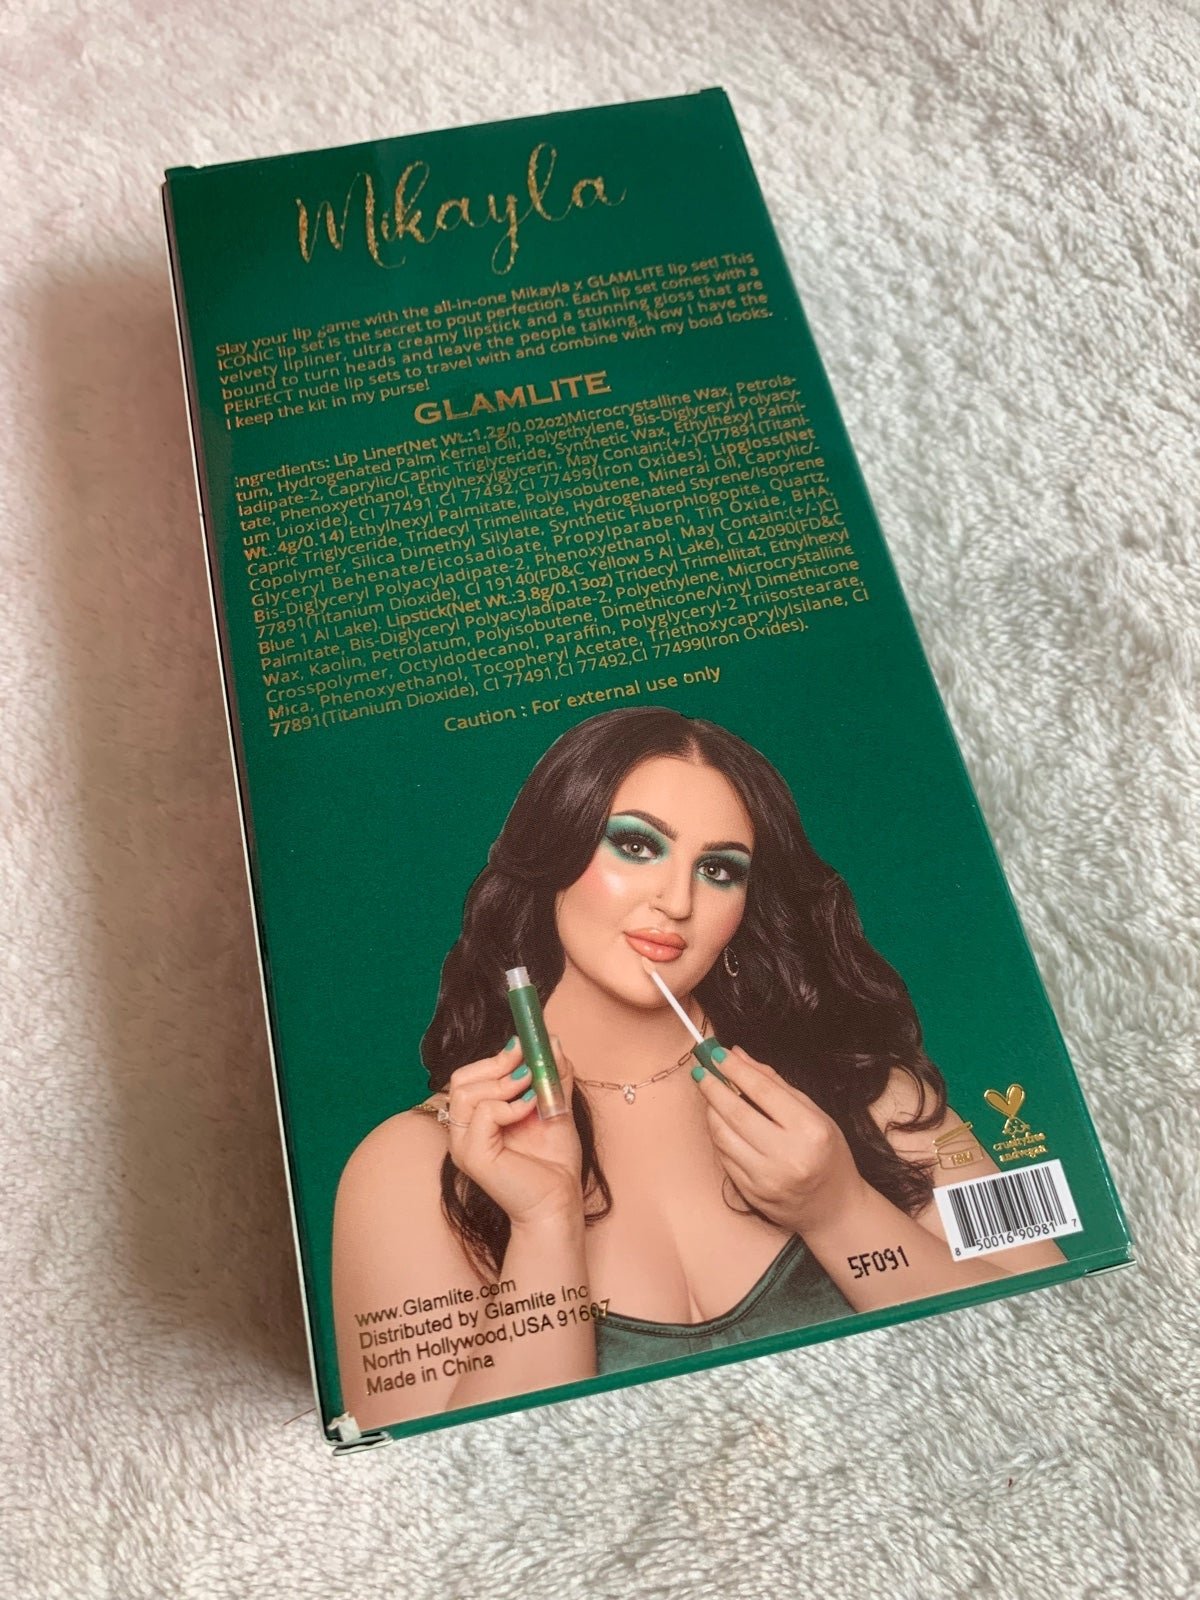 Mikayla
Slay your lip game with the all-in-one Mikayla x GLAMLITE lip set! This
ICONIC lip set is the secret to pout perfection. Each lip set comes with a
velvety lipliner, ultra creamy lipstick and a stunning gloss that are
bound to turn heads and leave the people talking. Now I have the
PERFECT nude lip sets to travel with and combine with my bold looks.
I keep the kit in my purse!
GLAMLITE
Ingredients: Lip Liner(Net Wt.:1.2g/0.02oz)Microcrystalline Wax, Petrola-
tum, Hydrogenated Palm Kernel Oil, Polyethylene, Bis-Diglyceryl Polyacy-
ladipate-2, Caprylic/Capric Triglyceride, Synthetic Wax, Ethylhexyl Palmi-
tate, Phenoxyethanol, Ethylhexylglycerin. May Contain:(+/-)CI77891(Titani-
um Dioxide), CI 77491,CI 77492,CI 77499(Iron Oxides). Lipgloss(Net
Wt.:4g/0.14) Ethylhexyl Palmitate, Polyisobutene, Mineral Oil, Caprylic/-
Capric Triglyceride, Tridecyl Trimellitate, Hydrogenated Styrene/Isoprene
Copolymer, Silica Dimethyl Silylate, Synthetic Fluorphlogopite, Quartz,
Glyceryl Behenate/Eicosadioate, Propylparaben, Tin Oxide, BHA,
Bis-Diglyceryl Polyacyladipate-2, Phenoxyethanol. May Contain:(+/-)CI
77891(Titanium Dioxide), CI 19140(FD&C Yellow 5 Al Lake), CI 42090(FD&C
Blue 1 Al Lake). Lipstick(Net Wt.:3.8g/0.13oz) Tridecyl Trimellitat, Ethylhexyl
Palmitate, Bis-Diglyceryl Polyacyladipate-2, Polyethylene, Microcrystalline
Wax, Kaolin, Petrolatum, Polyisobutene, Dimethicone/Vinyl Dimethicone
Crosspolymer, Octyldodecanol, Paraffin, Polyglyceryl-2 Triisostearate,
Mica, Phenoxyethanol, Tocopheryl Acetate, Triethoxycaprylylsilane, CI
77891(Titanium Dioxide), CI 77491,CI 77492,CI 77499(Iron Oxides).
Caution : For external use only
crueltyfree
andvegan
18M
8 50016 90981 7
5F091
www.Glamlite.com
Distributed by Glamlite Inc
North Hollywood,USA 91607
Made in China